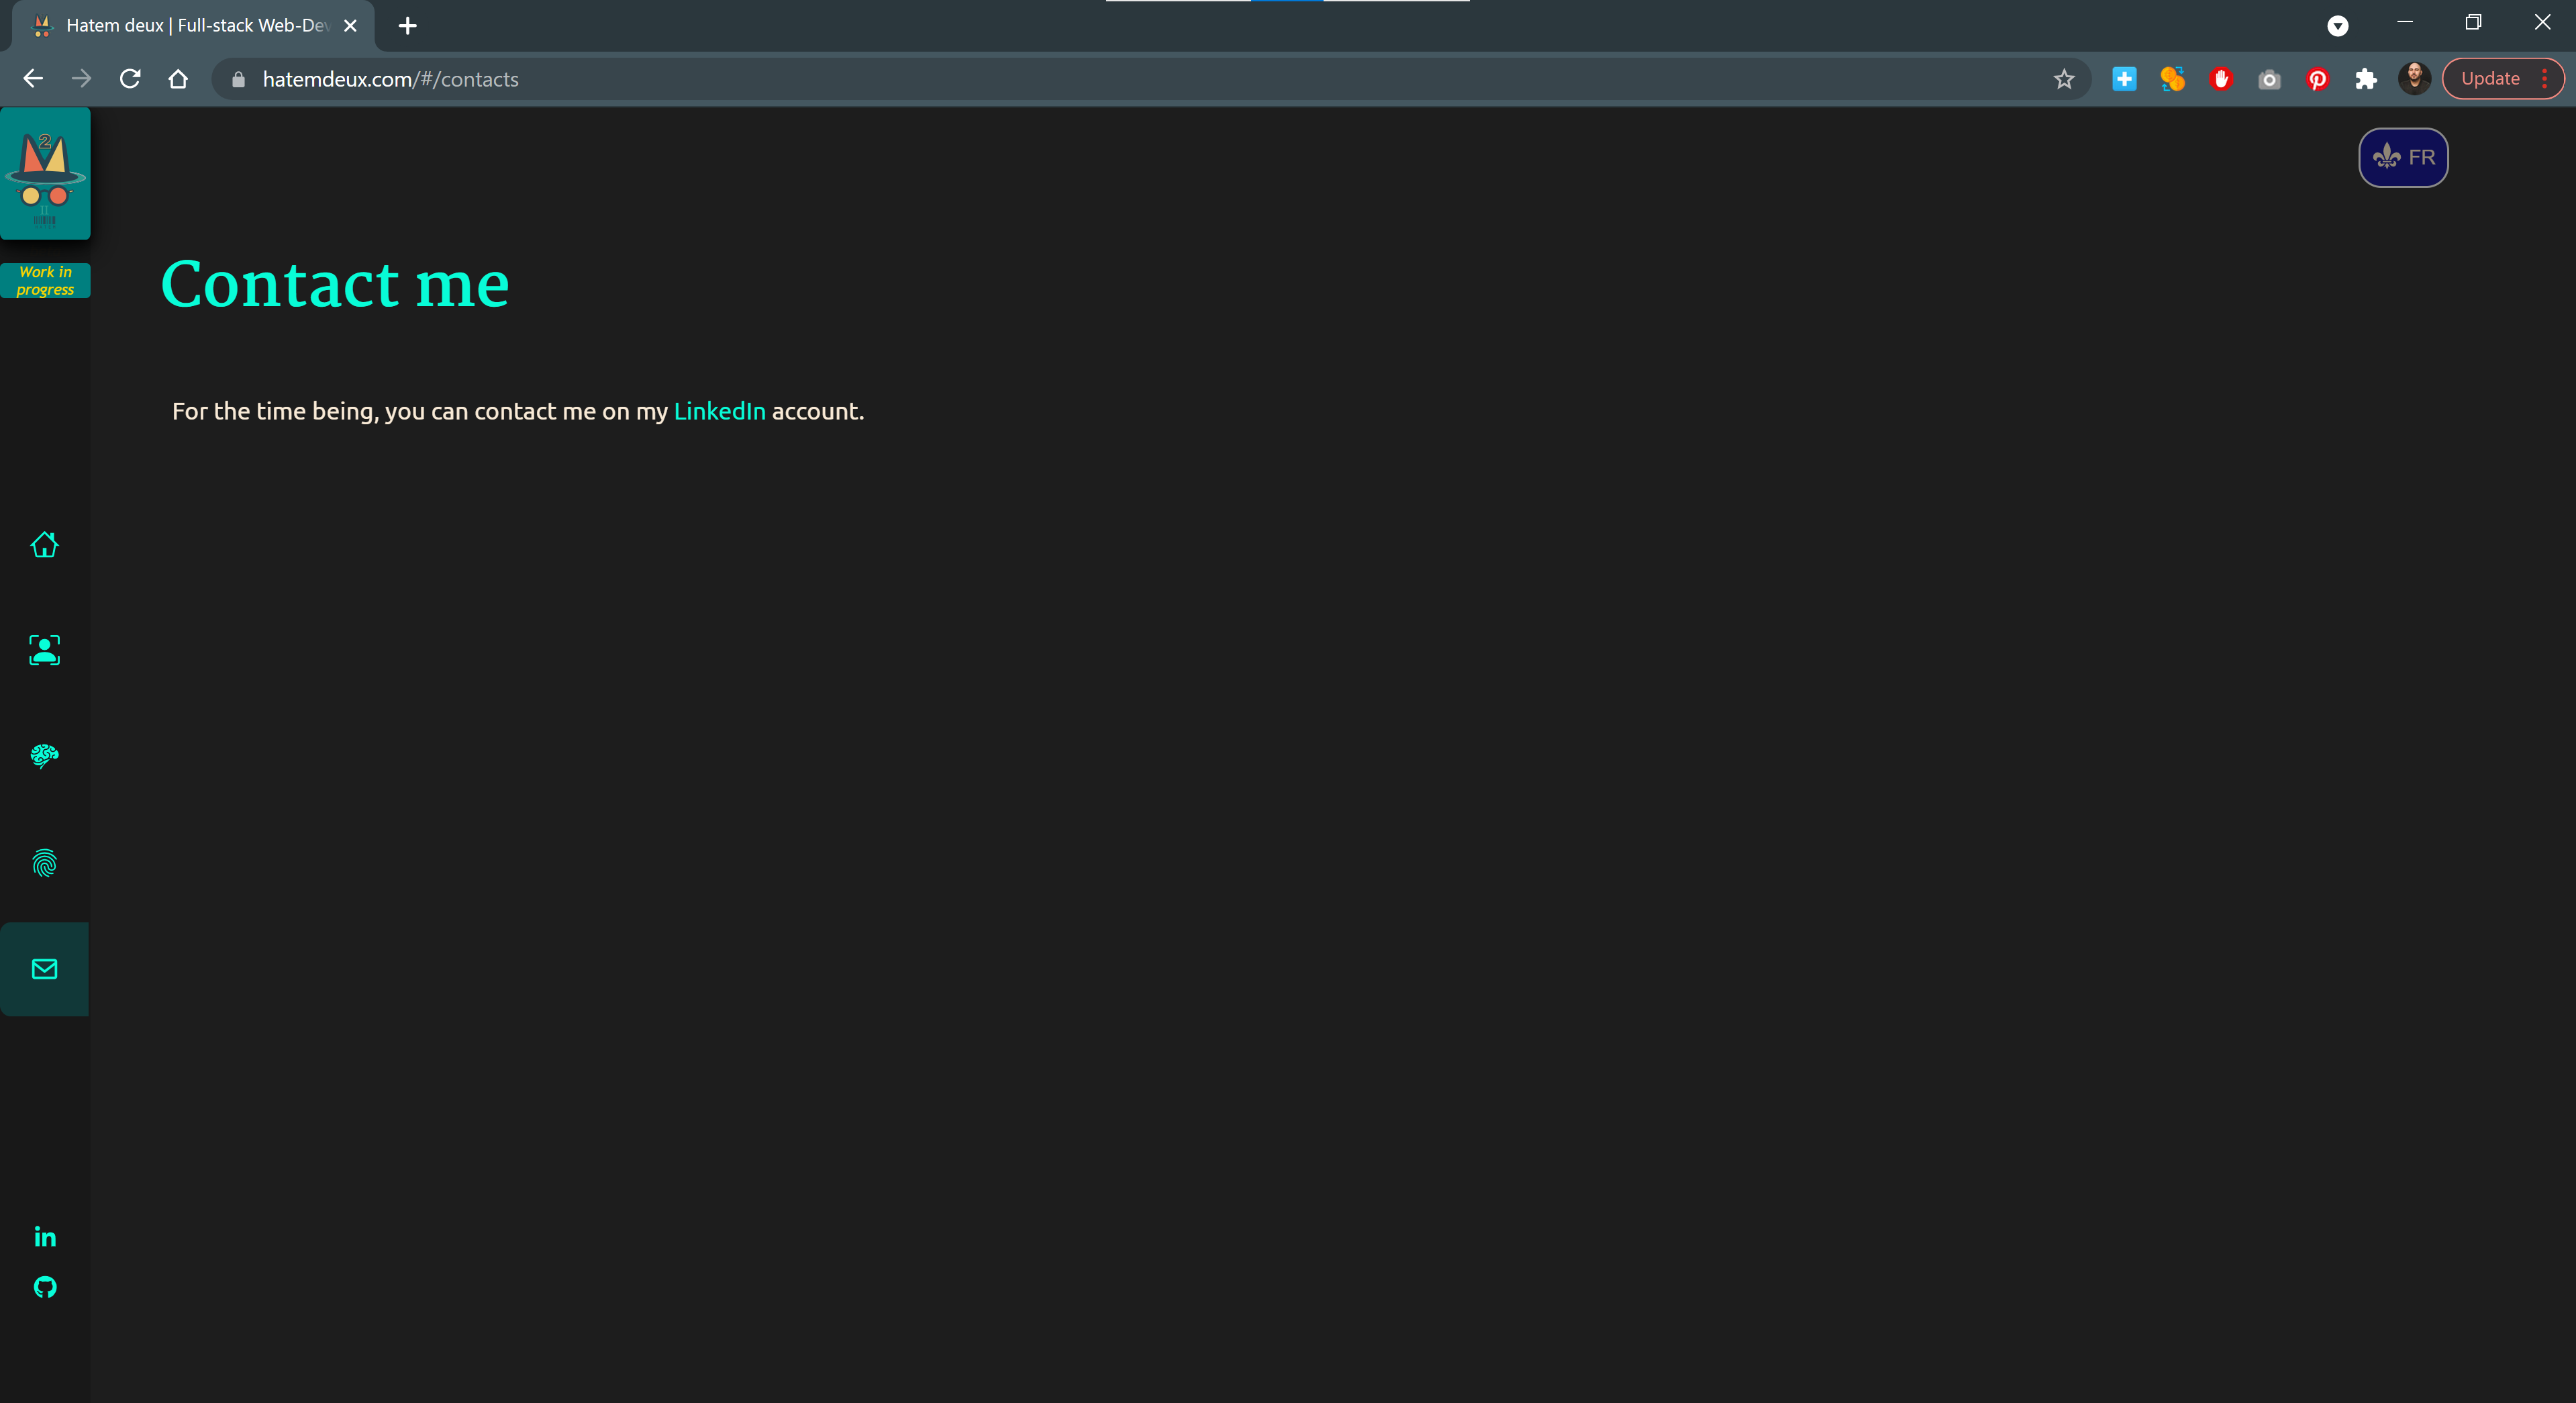 Hatem deux | Full-stack Web-Dev
hatemdeux.com/#/contacts
Update
2
FR
Work in
progress
Contact me
For the time being, you can contact me on my LinkedIn account.
in